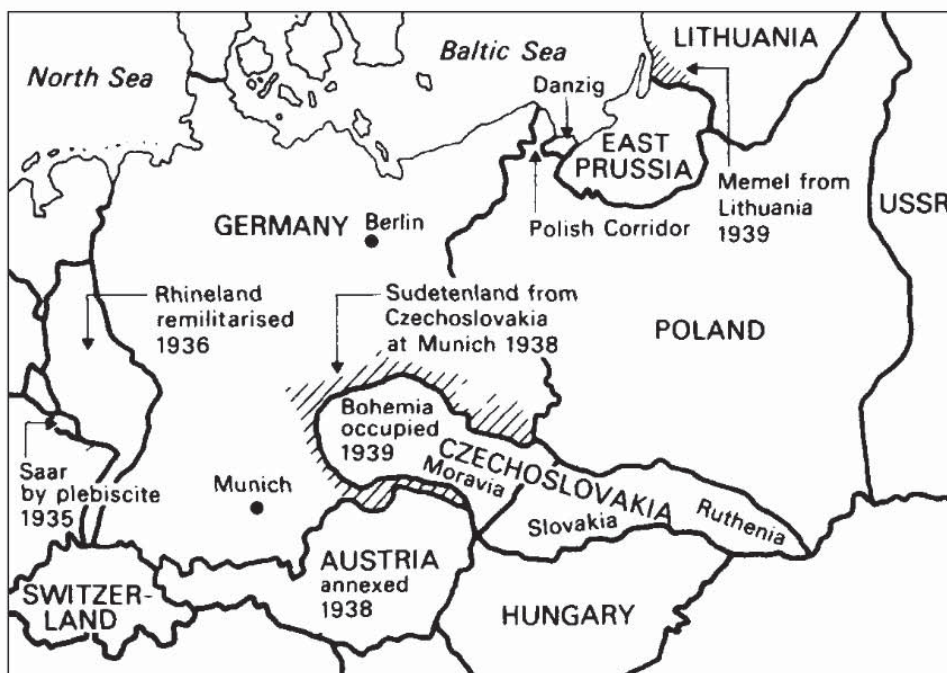 North Sea
Baltic Sea
LITHUANIA
Danzig
EAST
PRUSSIA
Memel from
Lithuania
1939
USSR
Polish Corridor
GERMANY
Berlin
Rhineland
remilitarised
1936
Sudetenland from
Czechoslovakia
at Munich 1938
POLAND
Bohemia
occupied
1939
CZECHOSLOVAKIA
Moravia
Slovakia
Ruthenia
Saar
by plebiscite
1935
Munich
AUSTRIA
annexed
1938
SWITZER-
LAND
HUNGARY